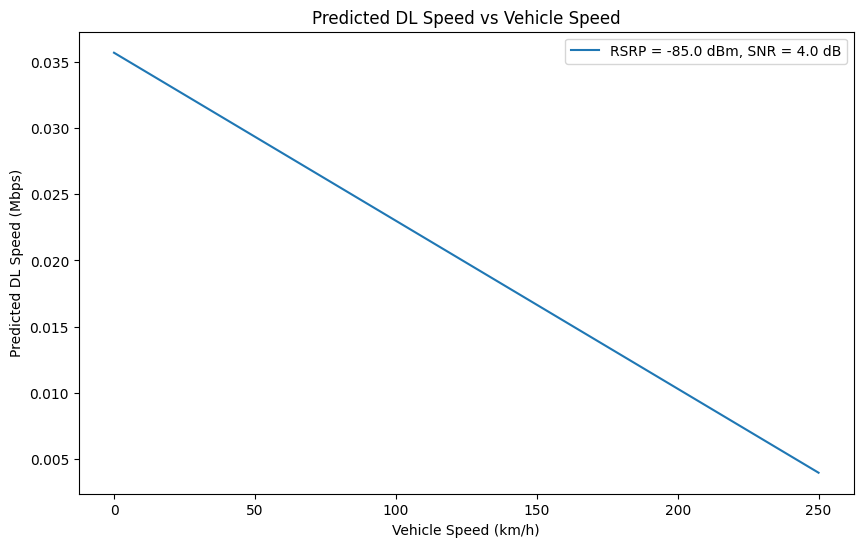 Predicted DL Speed vs Vehicle Speed
RSRP = -85.0 dBm, SNR = 4.0 dB
Predicted DL Speed (Mbps)
0.035
0.030
0.025
0.020
0.015
0.010
0.005
0 50 100 150 200 250
Vehicle Speed (km/h)